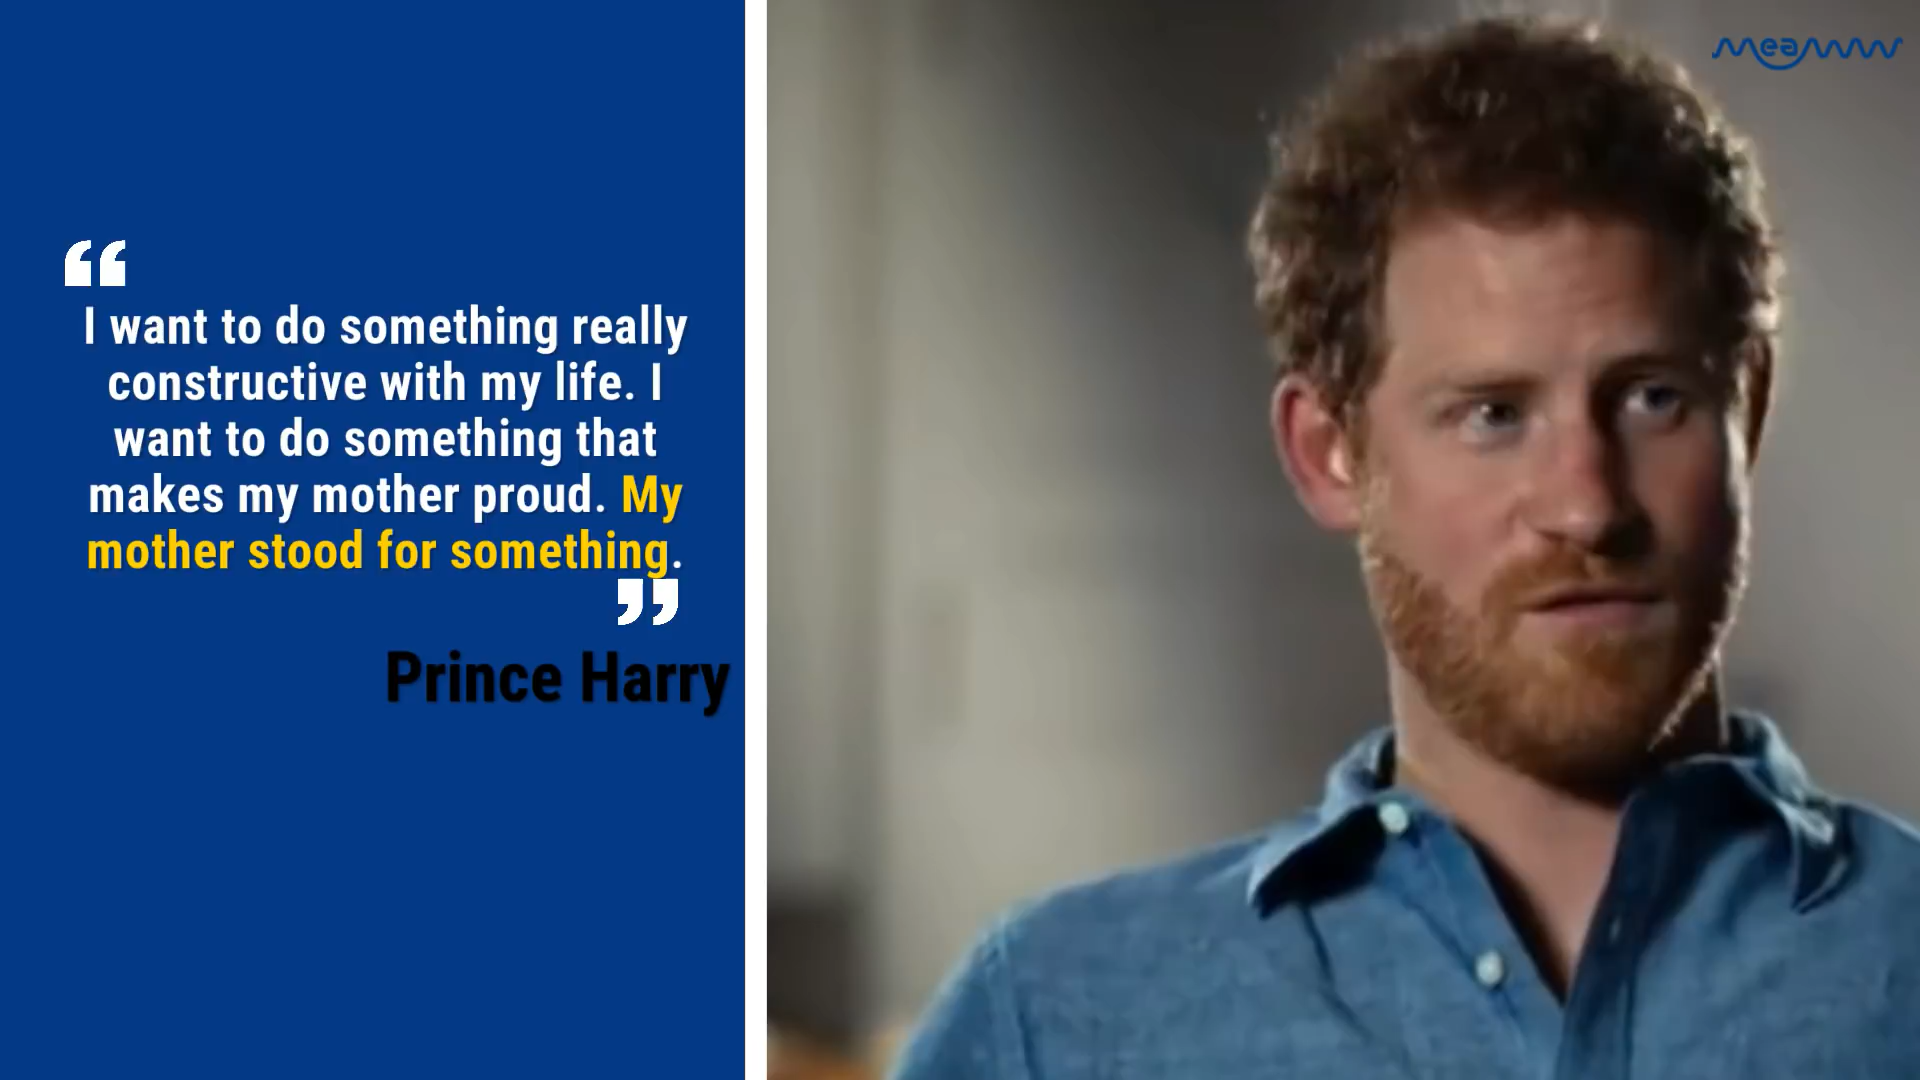 meaww
“
I want to do something really
constructive with my life. I
want to do something that
makes my mother proud. My
mother stood for something.
”
Prince Harry